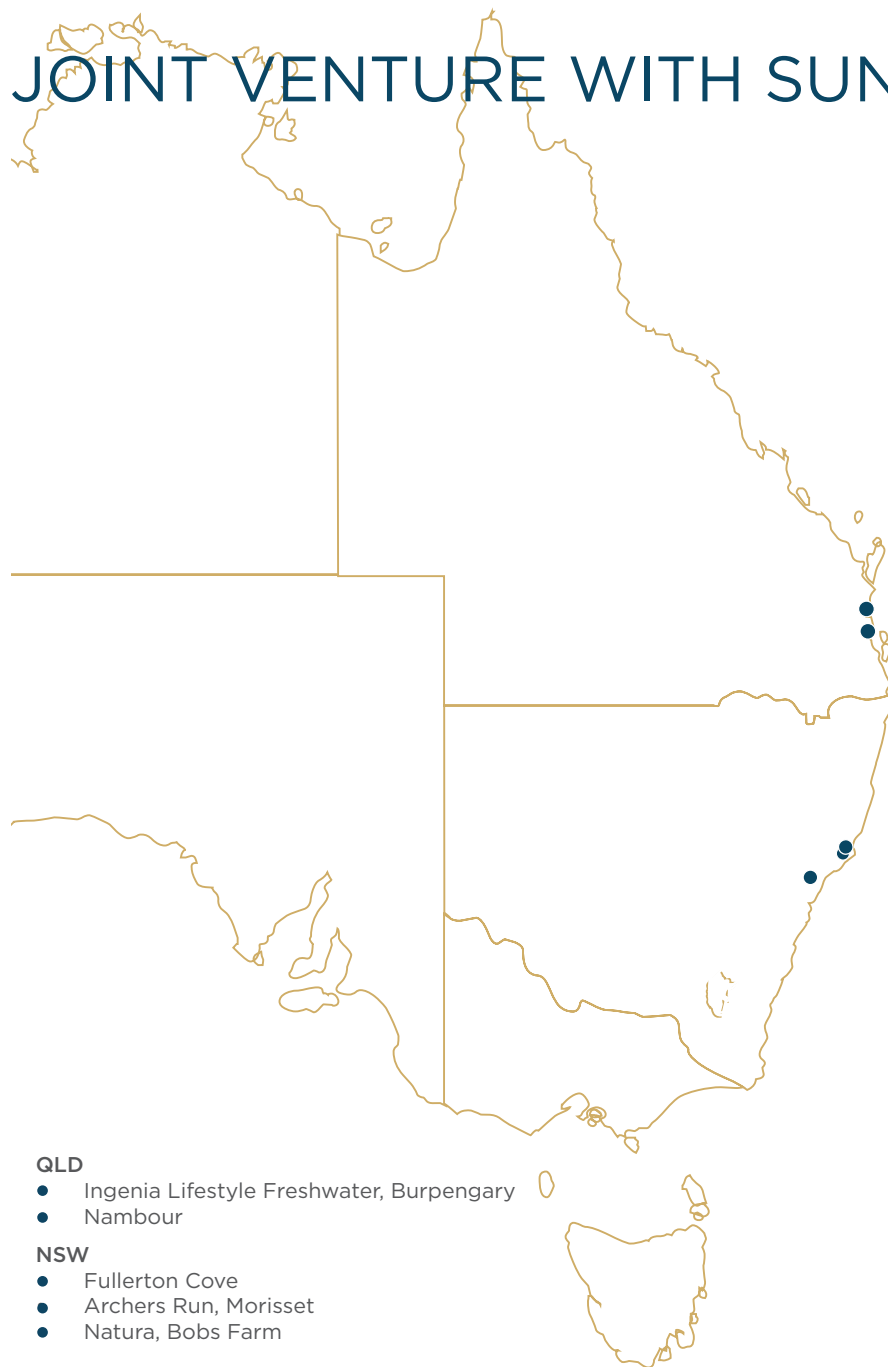 JOINT VENTURE WITH SUN
QLD
● Ingenia Lifestyle Freshwater, Burpengary
● Nambour
NSW
● Fullerton Cove
● Archers Run, Morisset
● Natura, Bobs Farm